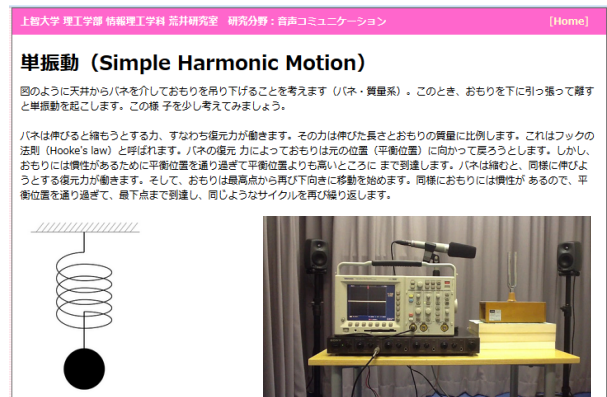 上智大学 理工学部 情報理工学科 荒井研究室　研究分野：音声コミュニケーション
[Home]
単振動（Simple Harmonic Motion）
図のように天井からバネを介しておもりを吊り下げることを考えます（バネ・質量系）。このとき、おもりを下に引っ張って離す
と単振動を起こします。この様 子を少し考えてみましょう。
バネは伸びると縮もうとする力、すなわち復元力が働きます。その力は伸びた長さとおもりの質量に比例します。これはフックの
法則（Hooke's law）と呼ばれます。バネの復元 力によっておもりは元の位置（平衡位置）に向かって戻ろうとします。しかし、
おもりには慣性があるために平衡位置を通り過ぎて平衡位置よりも高いところに まで到達します。バネは縮むと、同様に伸びよ
うとする復元力が働きます。そして、おもりは最高点から再び下向きに移動を始めます。同様におもりには慣性が あるので、平
衡位置を通り過ぎて、最下点まで到達し、同じようなサイクルを再び繰り返します。